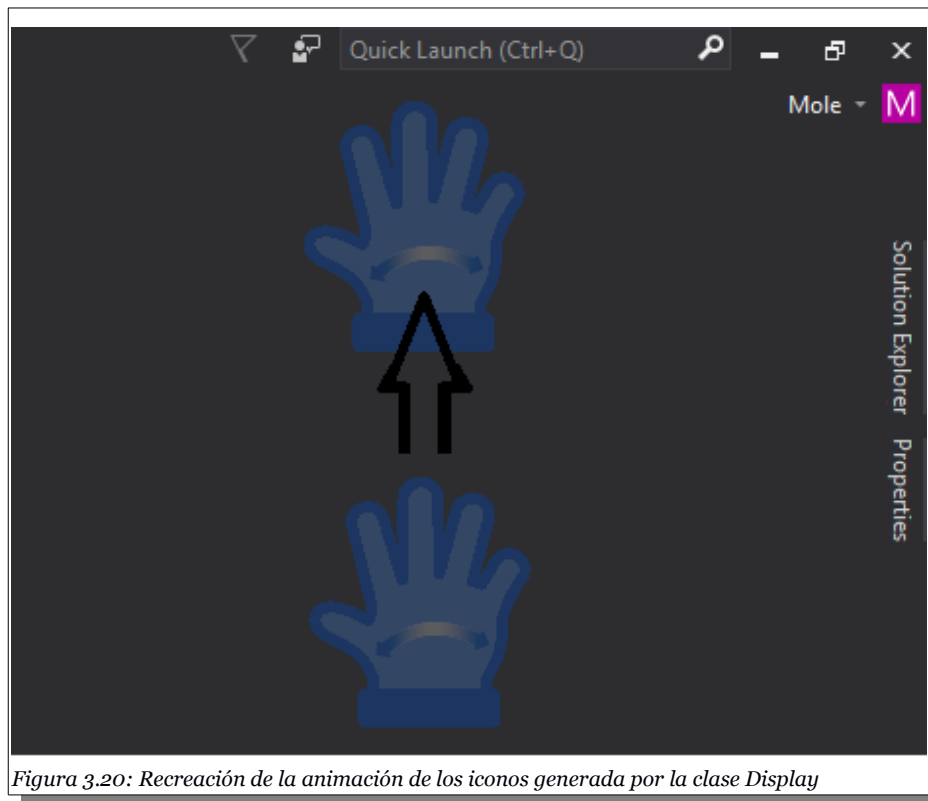 Quick Launch (Ctrl+Q)
Mole M
Solution Explorer
Properties
Figura 3.20: Recreación de la animación de los iconos generada por la clase Display